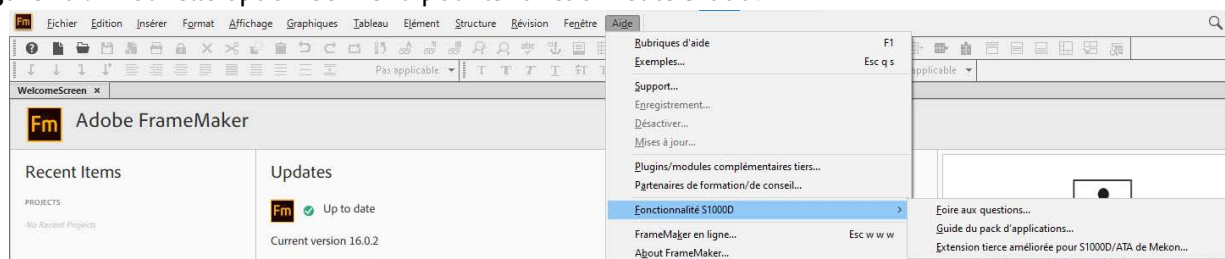 Fm Fichier Edition Insérer Format Affichage Graphiques Tableau Elément Structure Révision Fenêtre Aide
Rubriques d'aide F1
Exemples... Esc q s
Pas applicable
applicable
Support...
WelcomeScreen ×
Enregistrement...
Fm Adobe FrameMaker
Désactiver...
Mises à jour...
Recent Items
Updates
Plugins/modules complémentaires tiers...
Partenaires de formation/de conseil...
PROJECTS
Fm Up to date
No Recent Projects
Fonctionnalité S1000D
Foire aux questions...
Guide du pack d'applications...
Extension tierce améliorée pour S1000D/ATA de Mekon...
FrameMaker en ligne... Esc w w w
Current version 16.0.2
About FrameMaker...